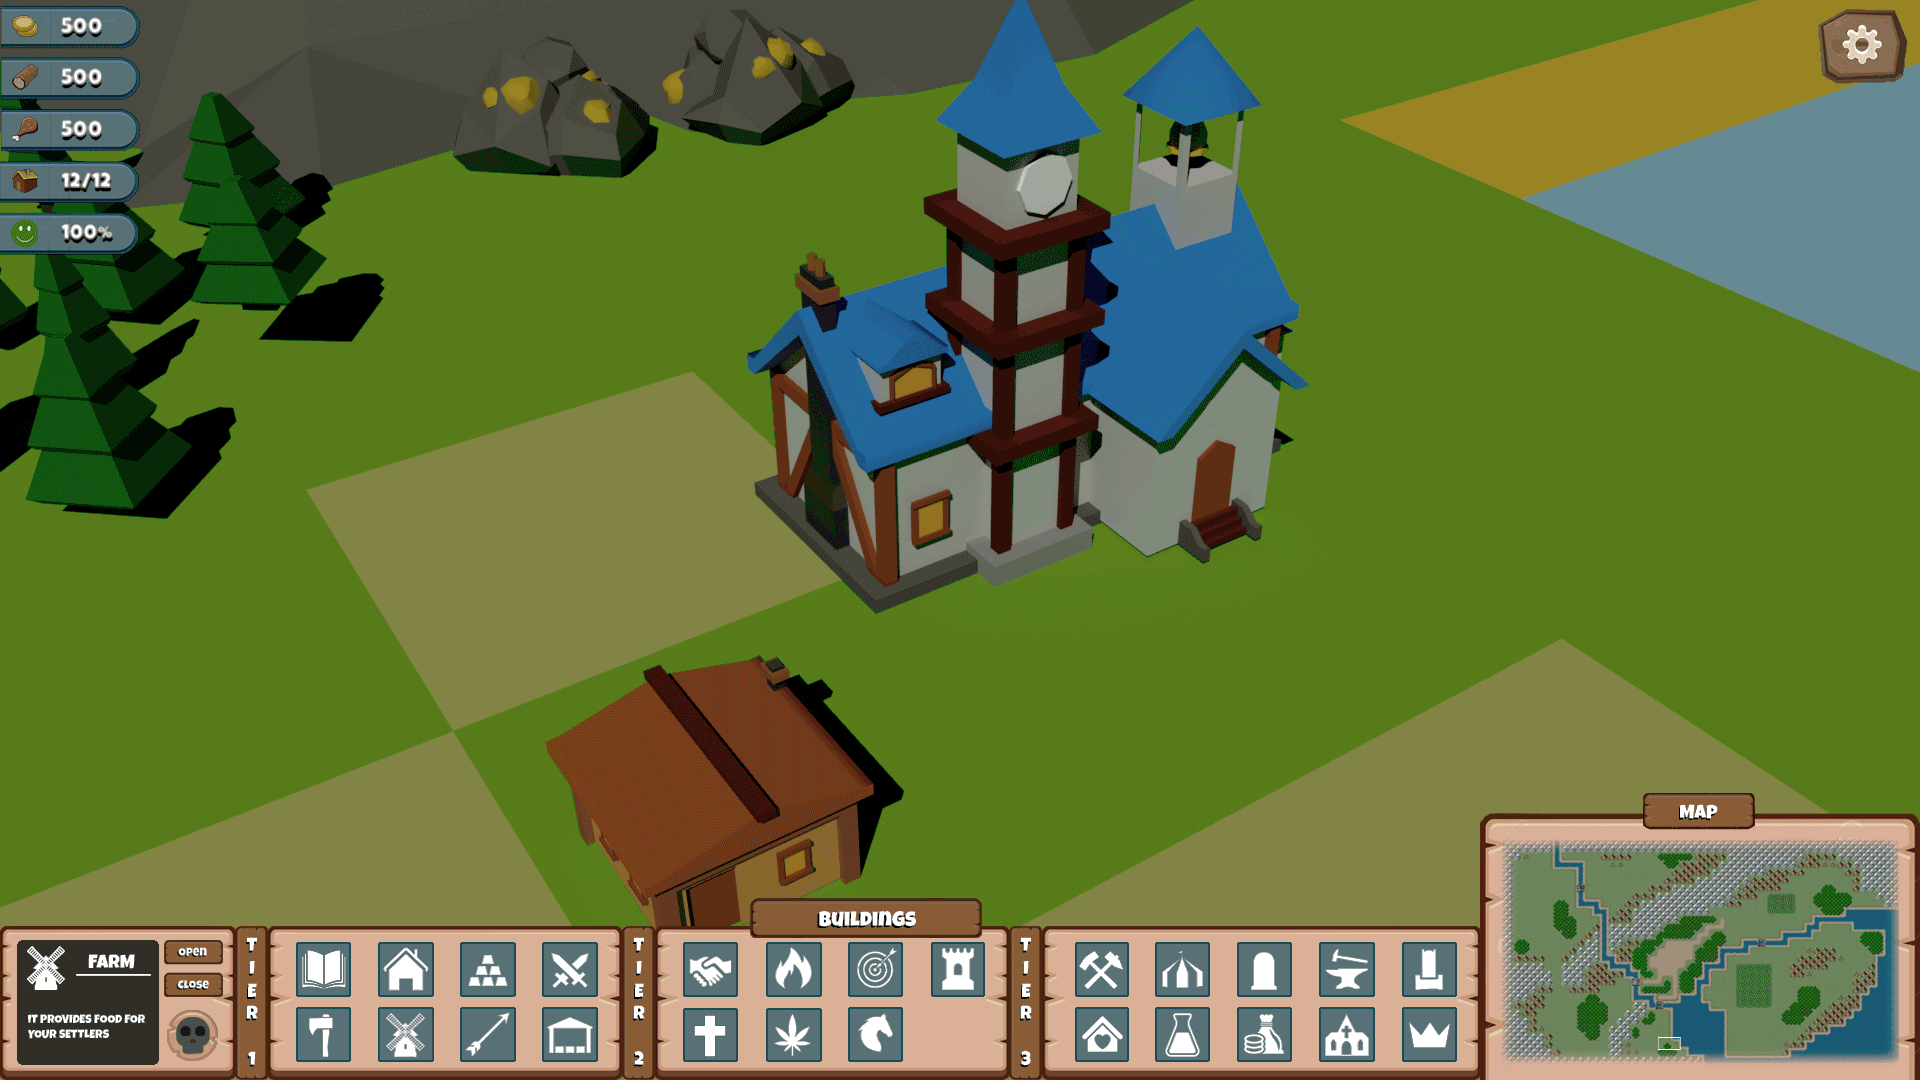 500
500
500
12/12
100%
MAP
BUILDINGS
FARM
IT PROVIDES FOOD FOR
YOUR SETTLERS
OPEN
CLOSE
TIER 1
TIER 2
TIER 3